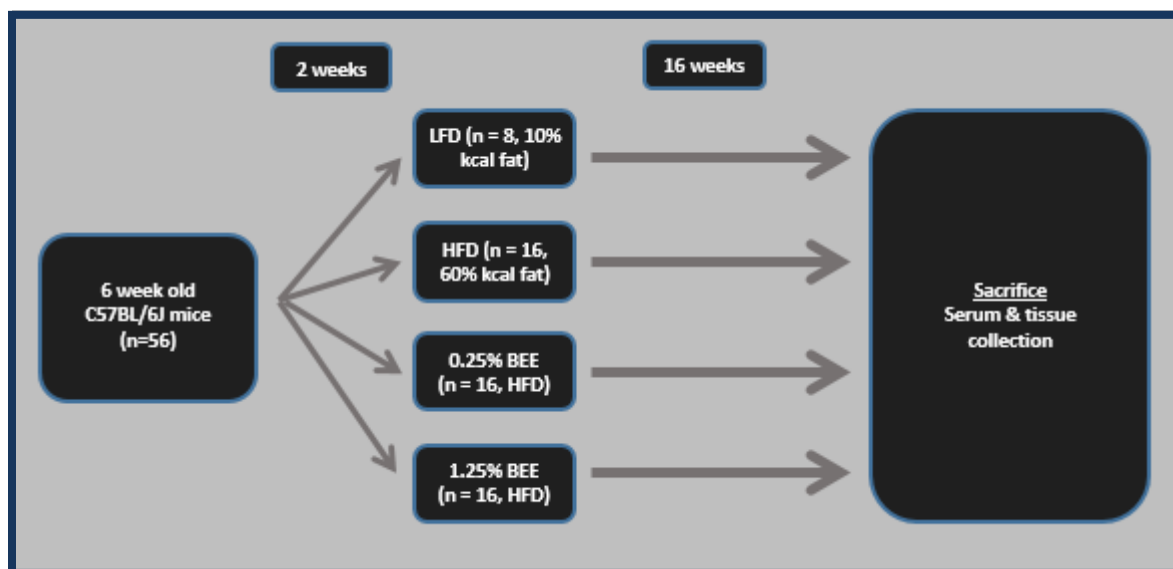 2 weeks
16 weeks
LFD (n = 8, 10%
kcal fat)
HFD (n = 16,
60% kcal fat)
6 week old
C57BL/6J mice
(n=56)
0.25% BEE
(n = 16, HFD)
1.25% BEE
(n = 16, HFD)
Sacrifice
Serum & tissue
collection